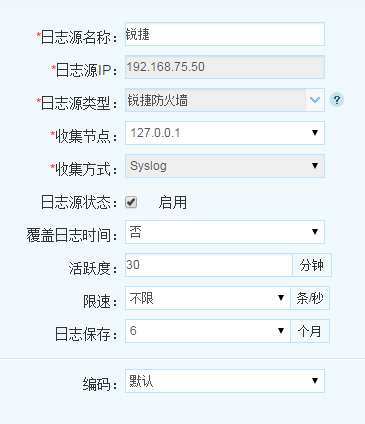 *日志源名称： 锐捷
*日志源IP： 192.168.75.50
*日志源类型： 锐捷防火墙 ?
*收集节点： 127.0.0.1
*收集方式： Syslog
日志源状态： 启用
覆盖日志时间： 否
活跃度： 30 分钟
限速： 不限 条/秒
日志保存： 6 个月
编码： 默认